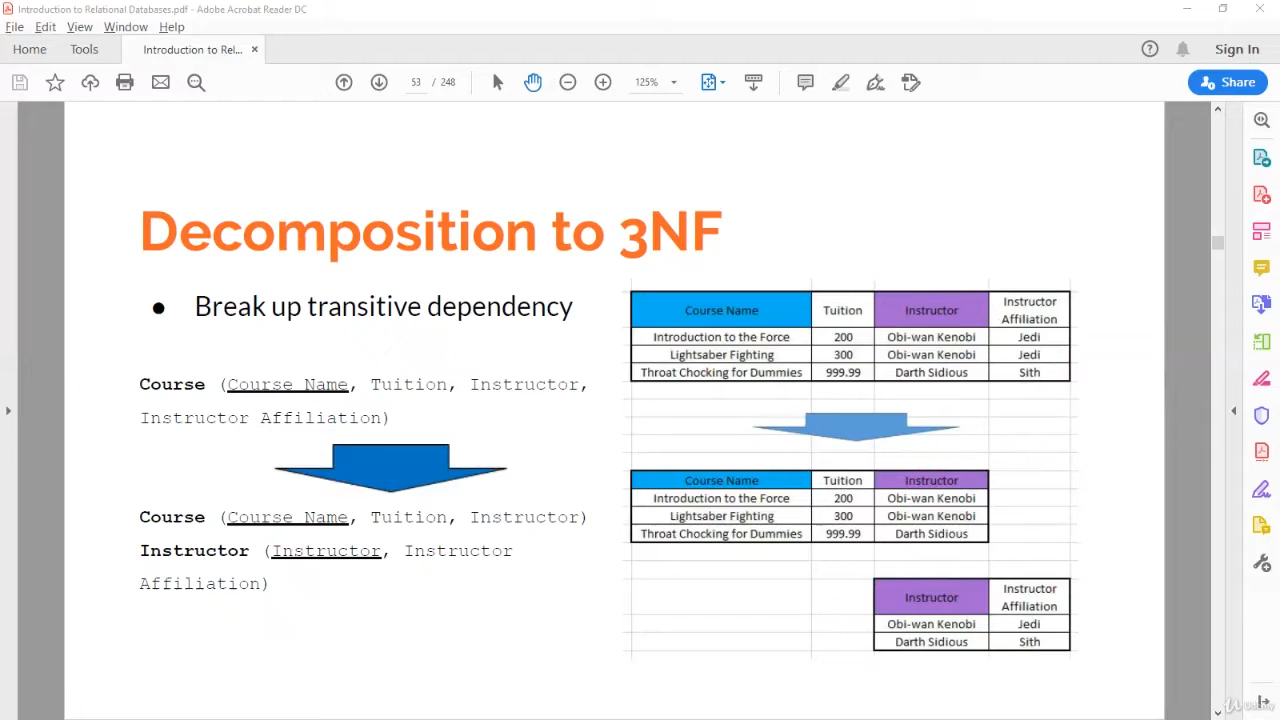 Introduction to Relational Databases.pdf - Adobe Acrobat Reader DC
File Edit View Window Help
Home Tools Introduction to Rel... × Sign In
53 / 248 125% Share
Decomposition to 3NF
● Break up transitive dependency
Course (Course Name, Tuition, Instructor,
Instructor Affiliation)
Course (Course Name, Tuition, Instructor)
Instructor (Instructor, Instructor
Affiliation)
Course Name Tuition Instructor Instructor
Affiliation
Introduction to the Force 200 Obi-wan Kenobi Jedi
Lightsaber Fighting 300 Obi-wan Kenobi Jedi
Throat Chocking for Dummies 999.99 Darth Sidious Sith
Course Name Tuition Instructor
Introduction to the Force 200 Obi-wan Kenobi
Lightsaber Fighting 300 Obi-wan Kenobi
Throat Chocking for Dummies 999.99 Darth Sidious
Instructor Instructor
Affiliation
Obi-wan Kenobi Jedi
Darth Sidious Sith